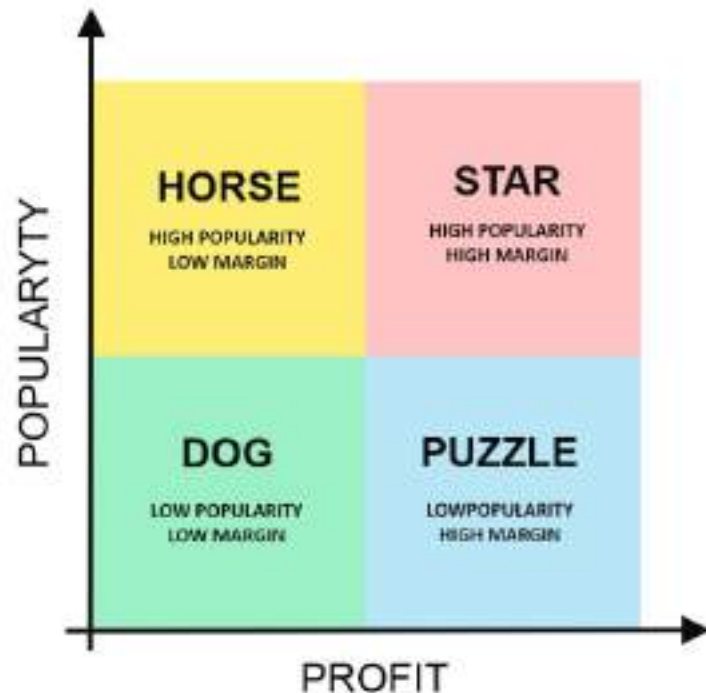 POPULARYTY
HORSE
HIGH POPULARITY
LOW MARGIN
STAR
HIGH POPULARITY
HIGH MARGIN
DOG
LOW POPULARITY
LOW MARGIN
PUZZLE
LOWPOPULARITY
HIGH MARGIN
PROFIT